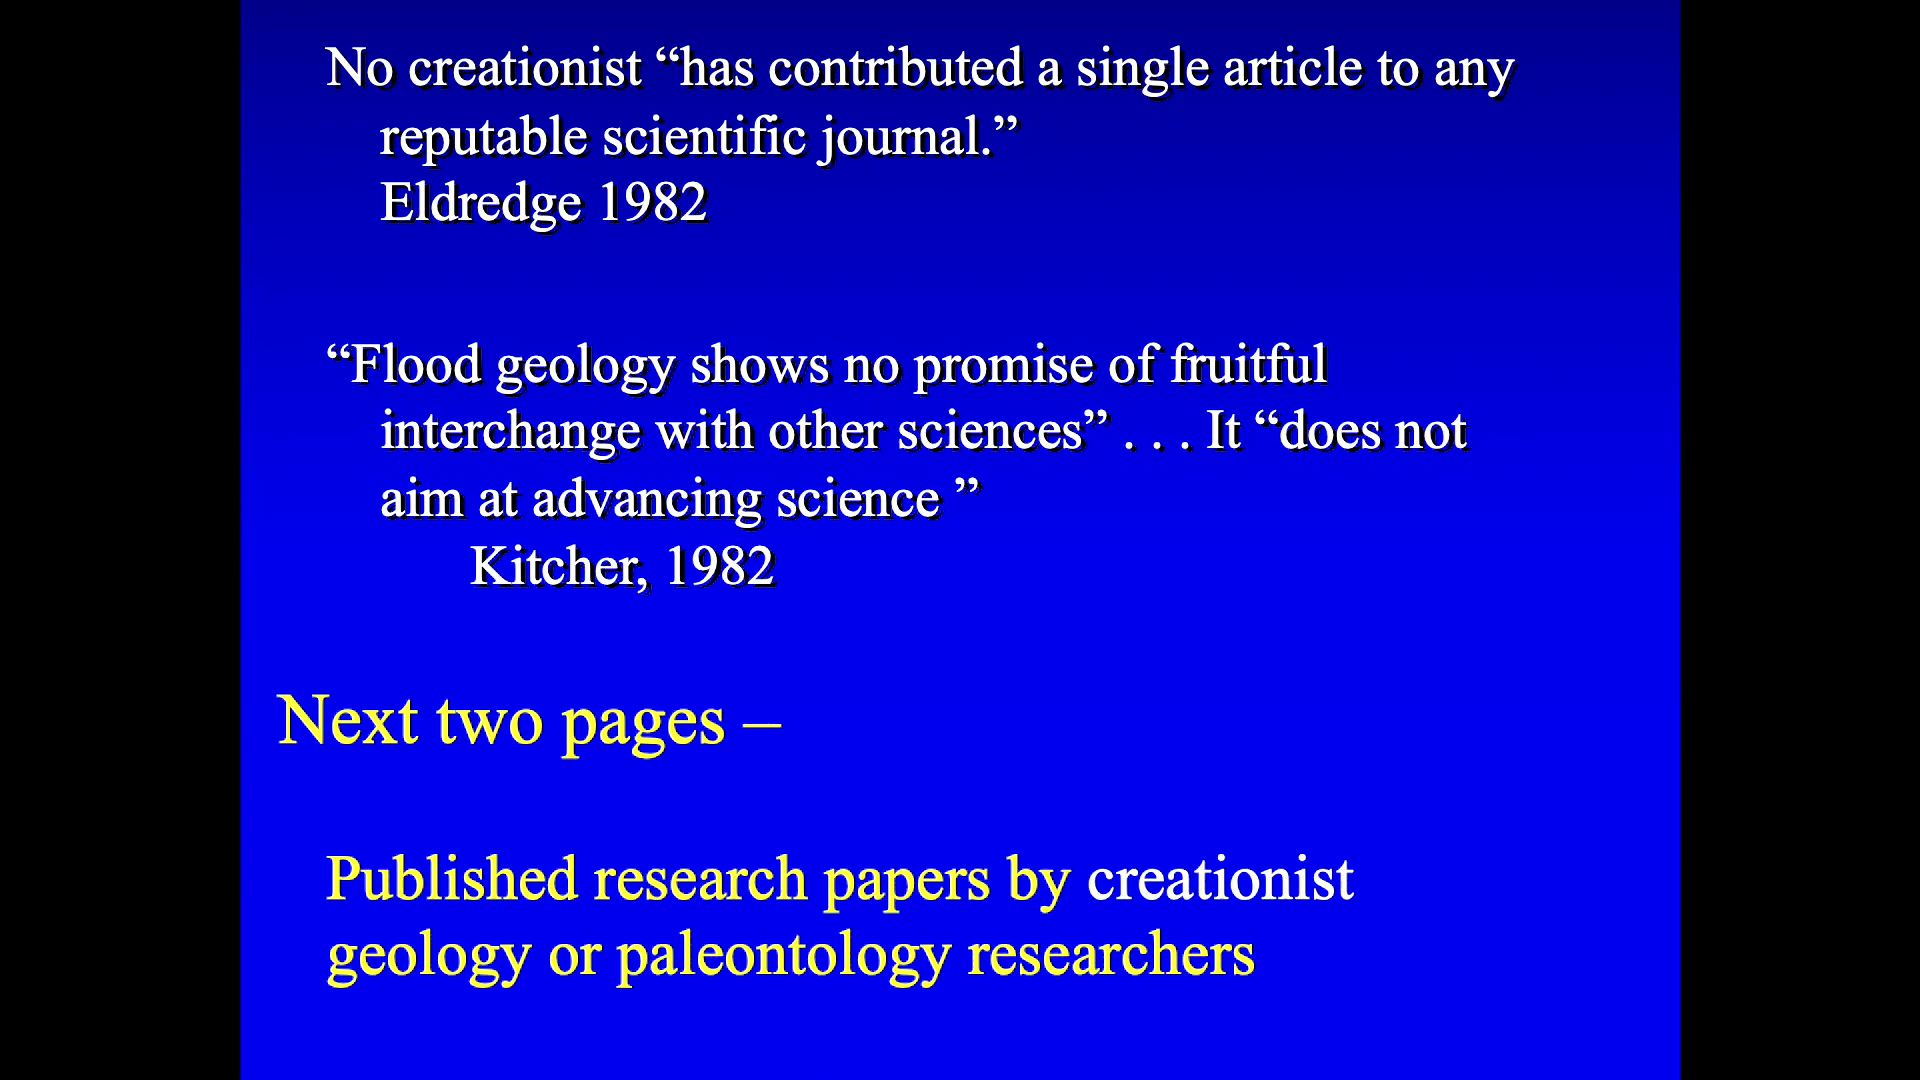 No creationist “has contributed a single article to any
reputable scientific journal.”
Eldredge 1982
“Flood geology shows no promise of fruitful
interchange with other sciences” . . . It “does not
aim at advancing science ”
Kitcher, 1982
Next two pages –
Published research papers by creationist
geology or paleontology researchers